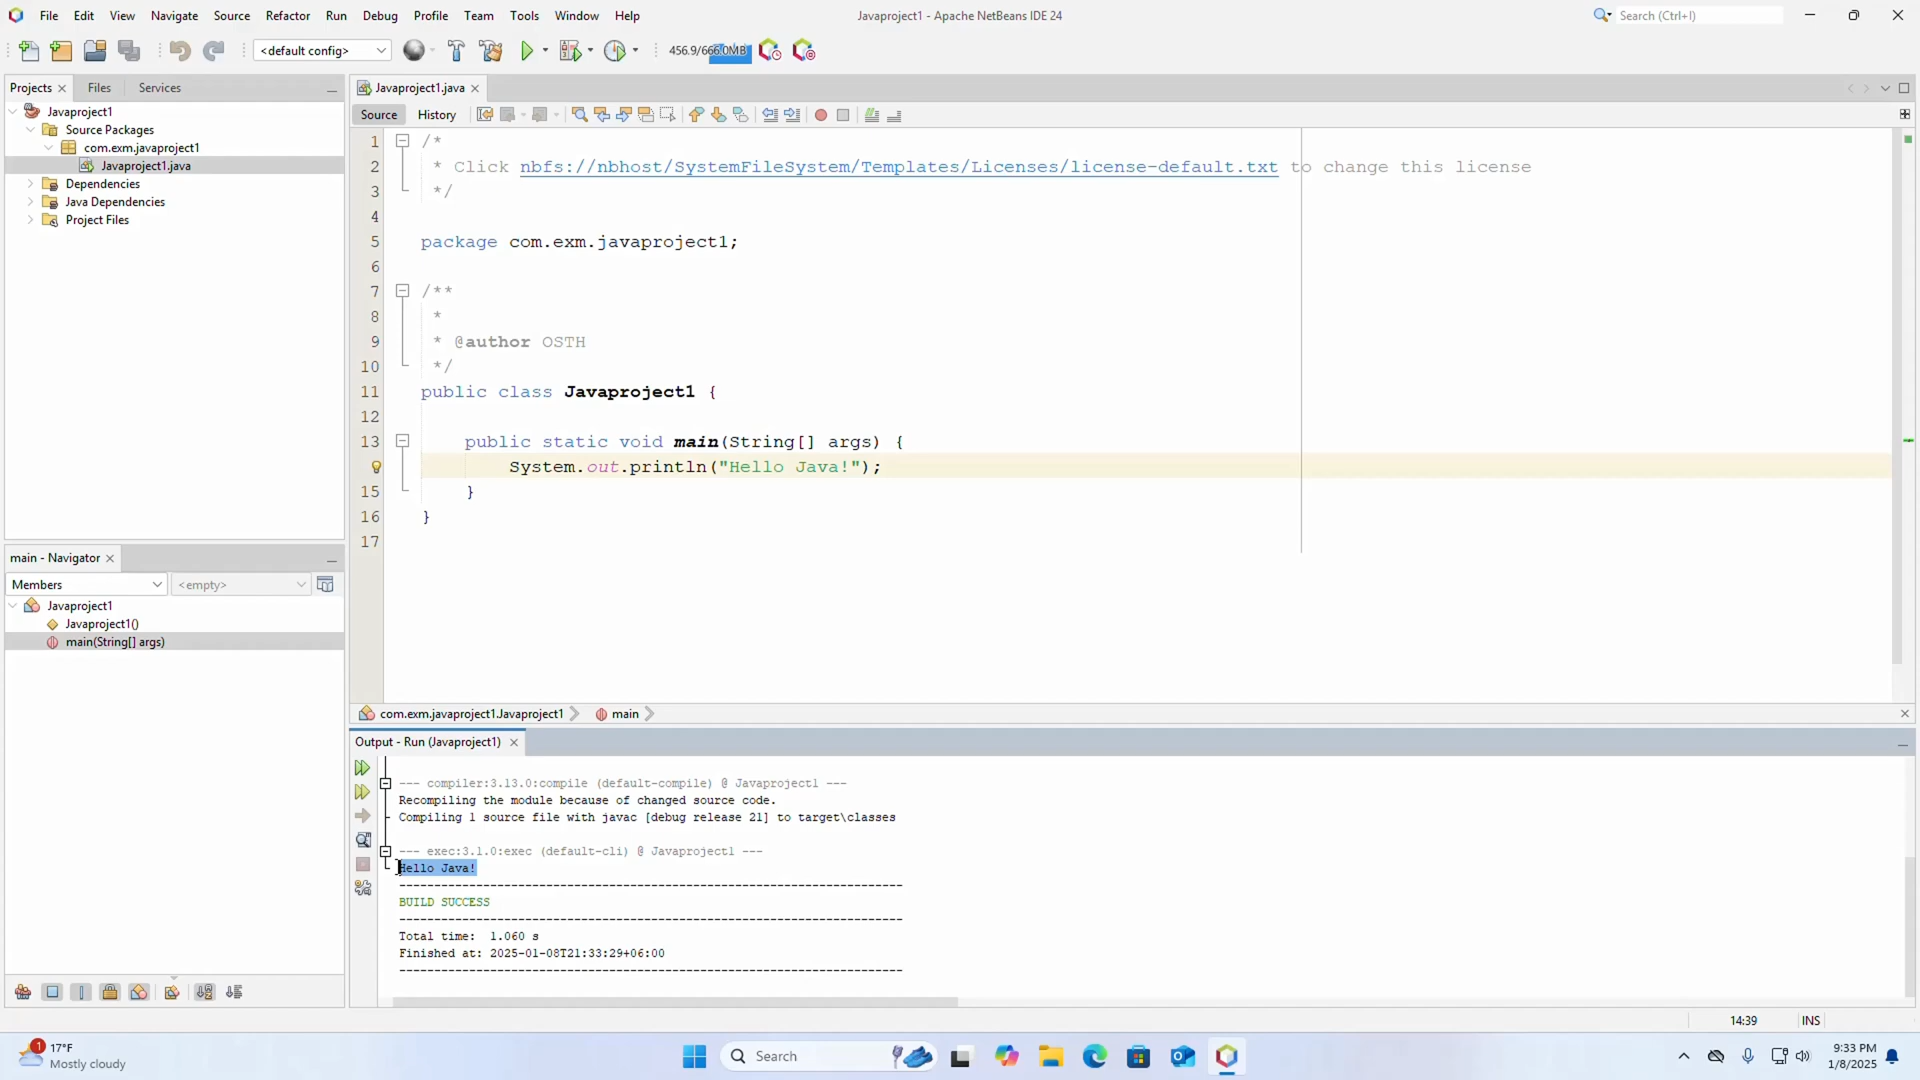 File Edit View Navigate Source Refactor Run Debug Profile Team Tools Window Help
Javaproject1 - Apache NetBeans IDE 24
Search (Ctrl+I)
<default config>
456.9/666.0MB
Projects
Files
Services
Javaproject1
Source Packages
com.exm.javaproject1
Javaproject1.java
Dependencies
Java Dependencies
Project Files
Javaproject1.java
Source
History
1 /*
2 * Click nbfs://nbhost/SystemFileSystem/Templates/Licenses/license-default.txt to change this license
3 */
4
5 package com.exm.javaproject1;
6
7 /**
8 *
9 * @author OSTH
10 */
11 public class Javaproject1 {
12
13 public static void main(String[] args) {
System.out.println("Hello Java!");
15 }
16 }
17
main - Navigator
Members
<empty>
Javaproject1
Javaproject1()
main(String[] args)
com.exm.javaproject1.Javaproject1
main
Output - Run (Javaproject1)
--- compiler:3.13.0:compile (default-compile) @ Javaproject1 ---
Recompiling the module because of changed source code.
Compiling 1 source file with javac [debug release 21] to target\classes
--- exec:3.1.0:exec (default-cli) @ Javaproject1 ---
Hello Java!
------------------------------------------------------------------------
BUILD SUCCESS
------------------------------------------------------------------------
Total time:  1.060 s
Finished at: 2025-01-08T21:33:29+06:00
------------------------------------------------------------------------
14:39
INS
1
17°F
Mostly cloudy
Search
9:33 PM
1/8/2025